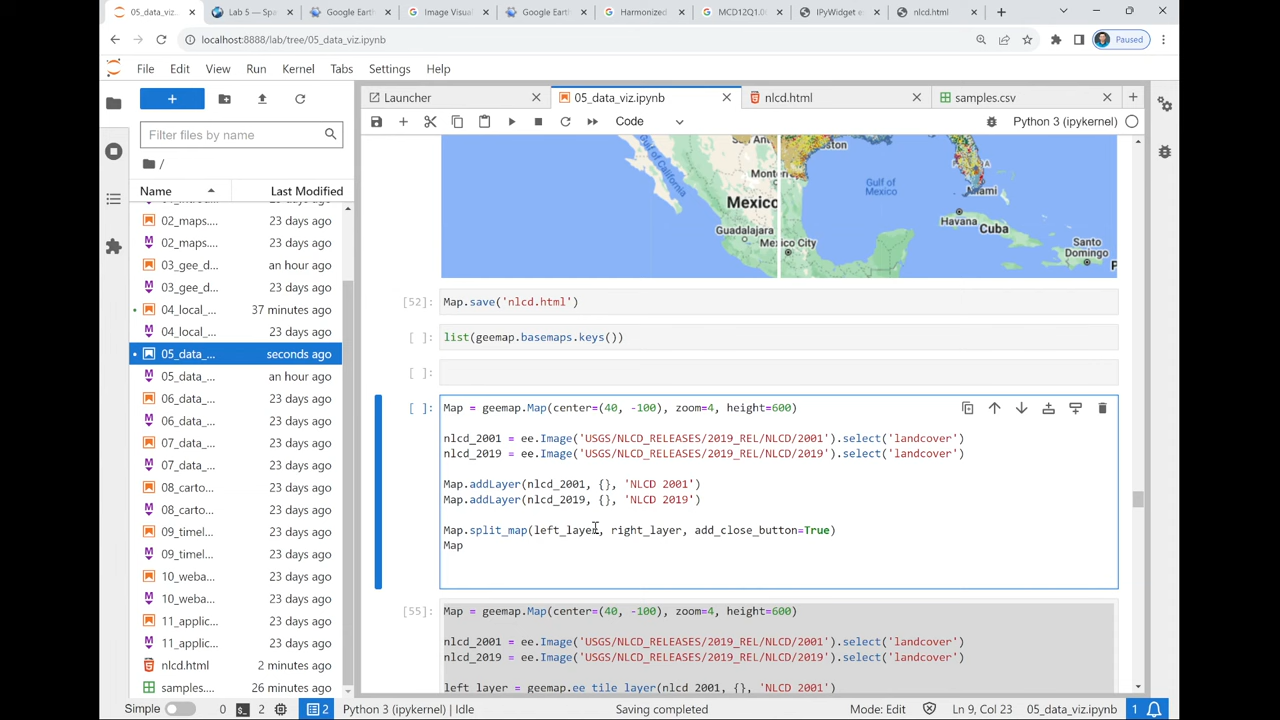 05_data_viz.
Lab 5 — Spa
Google Earth
Image Visual
Google Earth
Harmonized
MCD12Q1.0
IPyWidget e
nlcd.html
localhost:8888/lab/tree/05_data_viz.ipynb
Paused
File Edit View Run Kernel Tabs Settings Help
Launcher
05_data_viz.ipynb
nlcd.html
samples.csv
Code
Python 3 (ipykernel)
Filter files by name
/
Name Last Modified
02_maps.... 23 days ago
02_maps.... 23 days ago
03_gee_d... an hour ago
03_gee_d... 23 days ago
04_local_... 37 minutes ago
04_local_... 23 days ago
05_data_... seconds ago
05_data_... an hour ago
06_data_... 23 days ago
06_data_... 23 days ago
07_data_... 23 days ago
07_data_... 23 days ago
08_carto... 23 days ago
08_carto... 23 days ago
09_timel... 23 days ago
09_timel... 23 days ago
10_weba... 23 days ago
10_weba... 23 days ago
11_applic... 23 days ago
11_applic... 23 days ago
nlcd.html 2 minutes ago
samples.... 26 minutes ago
San Ant
ston
Gulf of California
Monterr
Gulf of Mexico
Miami
Mexico
Havana
Cuba
Guadalajara
Mexico City
Santo Domingo
P
[52]: Map.save('nlcd.html')
[ ]: list(geemap.basemaps.keys())
[ ]:
[ ]: Map = geemap.Map(center=(40, -100), zoom=4, height=600)
nlcd_2001 = ee.Image('USGS/NLCD_RELEASES/2019_REL/NLCD/2001').select('landcover')
nlcd_2019 = ee.Image('USGS/NLCD_RELEASES/2019_REL/NLCD/2019').select('landcover')
Map.addLayer(nlcd_2001, {}, 'NLCD 2001')
Map.addLayer(nlcd_2019, {}, 'NLCD 2019')
Map.split_map(left_layer, right_layer, add_close_button=True)
Map
[55]: Map = geemap.Map(center=(40, -100), zoom=4, height=600)
nlcd_2001 = ee.Image('USGS/NLCD_RELEASES/2019_REL/NLCD/2001').select('landcover')
nlcd_2019 = ee.Image('USGS/NLCD_RELEASES/2019_REL/NLCD/2019').select('landcover')
left_layer = geemap.ee_tile_layer(nlcd_2001, {}, 'NLCD 2001')
Simple 0 2 2 Python 3 (ipykernel) | Idle Saving completed Mode: Edit Ln 9, Col 23 05_data_viz.ipynb 1